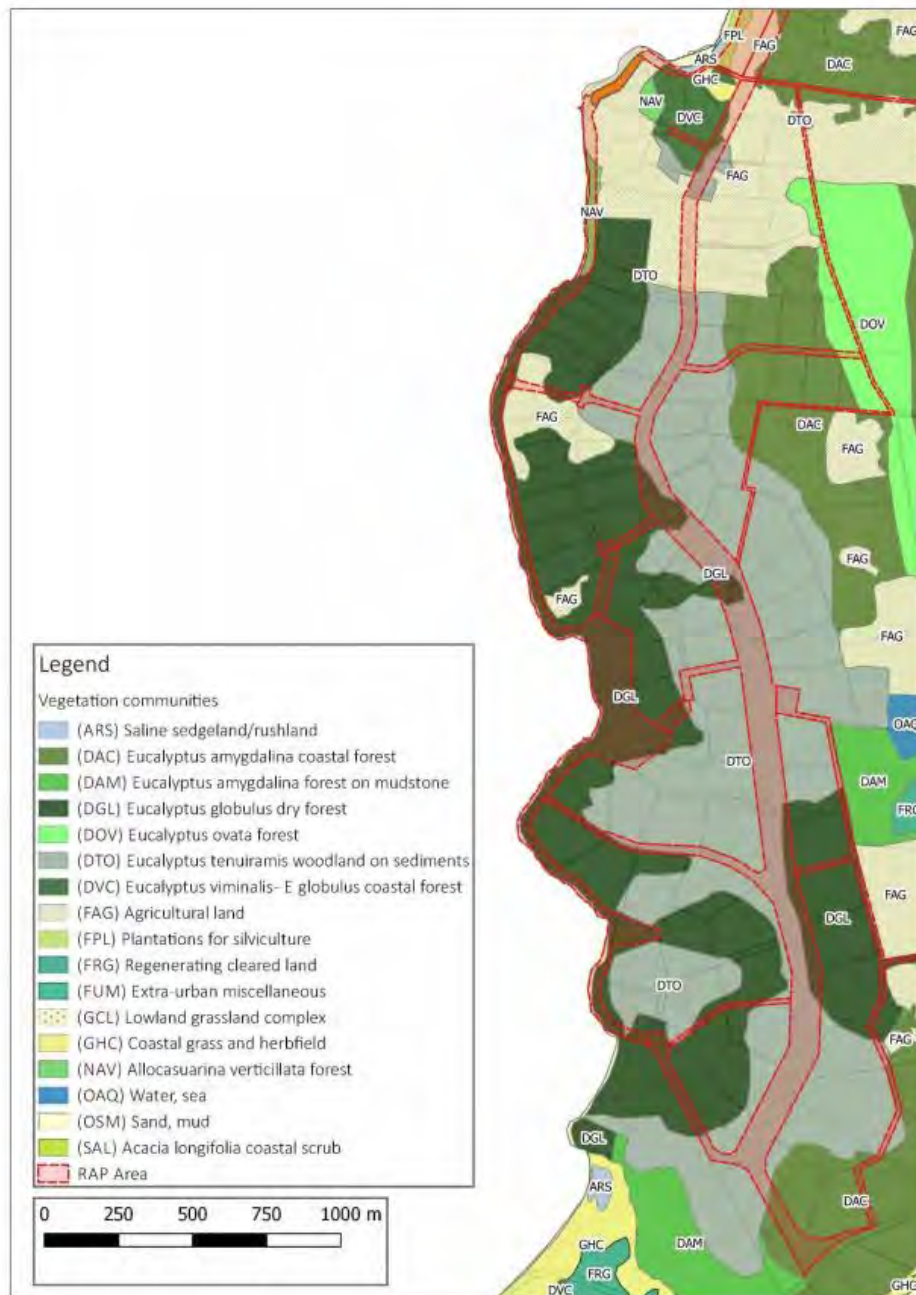 FPL
FAG
FAG
ARS
DAC
GHC
NAV
DVC
DTO
FAG
NAV
DTO
DOV
FAG
DAC
FAG
DGL
FAG
FAG
FAG
DGL
OAQ
DTO
DAM
FRG
FAG
DGL
DTO
FAG
DGL
ARS
DAC
GHC
DAM
FRG
DVC
GHC
Legend
Vegetation communities
(ARS) Saline sedgeland/rushland
(DAC) Eucalyptus amygdalina coastal forest
(DAM) Eucalyptus amygdalina forest on mudstone
(DGL) Eucalyptus globulus dry forest
(DOV) Eucalyptus ovata forest
(DTO) Eucalyptus tenuiramis woodland on sediments
(DVC) Eucalyptus viminalis- E globulus coastal forest
(FAG) Agricultural land
(FPL) Plantations for silviculture
(FRG) Regenerating cleared land
(FUM) Extra-urban miscellaneous
(GCL) Lowland grassland complex
(GHC) Coastal grass and herbfield
(NAV) Allocasuarina verticillata forest
(OAQ) Water, sea
(OSM) Sand, mud
(SAL) Acacia longifolia coastal scrub
RAP Area
0 250 500 750 1000 m